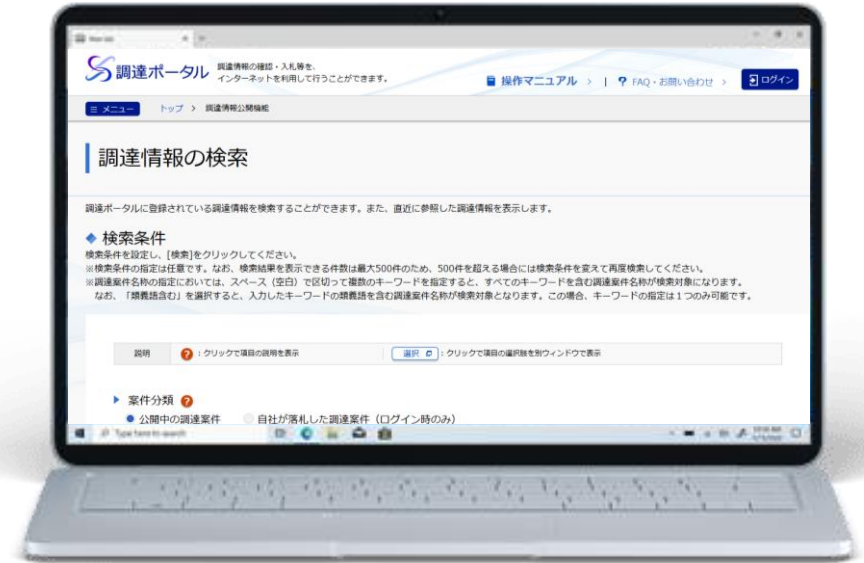 調達ポータル
調達情報の確認・入札等を、
インターネットを利用して行うことができます。
操作マニュアル > | ? FAQ・お問い合わせ > ログイン
≡ メニュー トップ > 調達情報公開機能
調達情報の検索
調達ポータルに登録されている調達情報を検索することができます。また、直近に参照した調達情報を表示します。
◆ 検索条件
検索条件を設定し、[検索]をクリックしてください。
※検索条件の指定は任意です。なお、検索結果を表示できる件数は最大500件のため、500件を超える場合には検索条件を変えて再度検索してください。
※調達案件名称の指定においては、スペース（空白）で区切って複数のキーワードを指定すると、すべてのキーワードを含む調達案件名称が検索対象になります。
なお、「類義語含む」を選択すると、入力したキーワードの類義語を含む調達案件名称が検索対象となります。この場合、キーワードの指定は１つのみ可能です。
説明 ? : クリックで項目の説明を表示 選択 : クリックで項目の選択肢を別ウィンドウで表示
案件分類 ?
公開中の調達案件 自社が落札した調達案件（ログイン時のみ）
Type here to search